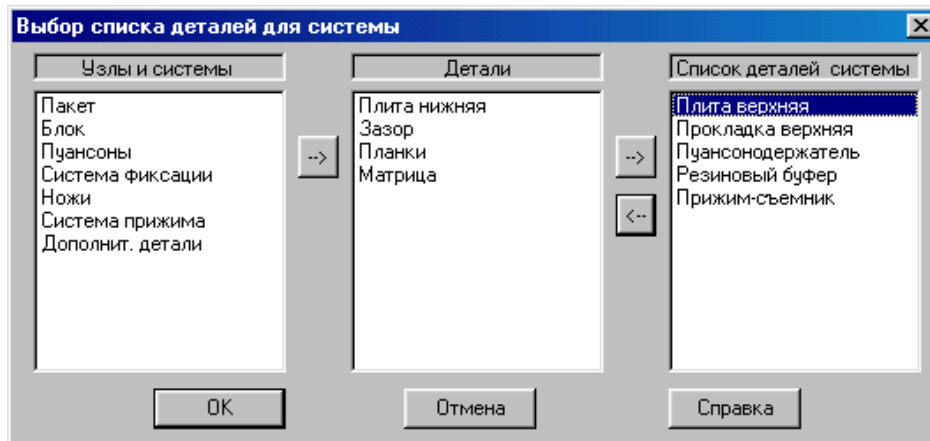 Выбор списка деталей для системы
Узлы и системы
Пакет
Блок
Пуансоны
Система фиксации
Ножи
Система прижима
Дополнит. детали
-->
Детали
Плита нижняя
Зазор
Планки
Матрица
-->
<--
Список деталей системы
Плита верхняя
Прокладка верхняя
Пуансонодержатель
Резиновый буфер
Прижим-съемник
OK
Отмена
Справка